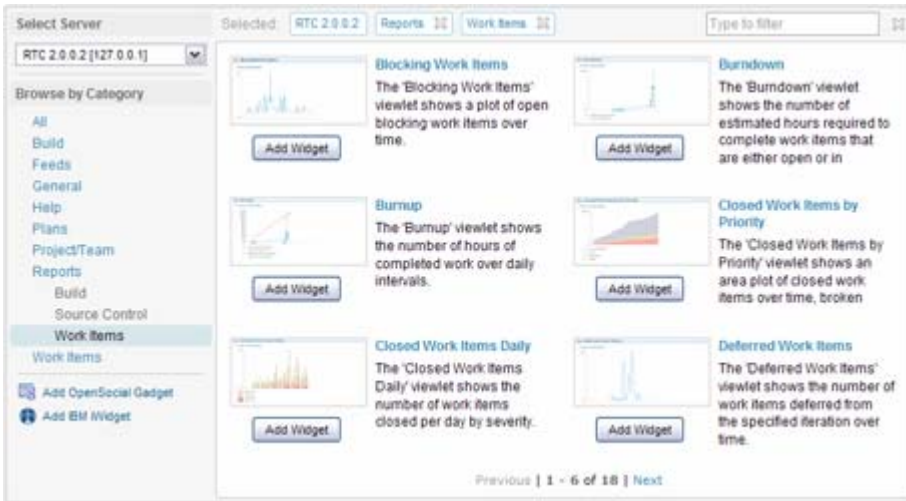 Select Server
RTC 2.0.0.2 [127.0.0.1]
Browse by Category
All
Build
Feeds
General
Help
Plans
Project/Team
Reports
Build
Source Control
Work Items
Work Items
Add OpenSocial Gadget
Add IBM iWidget
Selected: RTC 2.0.0.2 Reports Work Items
Type to filter
Blocking Work Items
The 'Blocking Work Items'
viewlet shows a plot of open
blocking work items over
time.
Add Widget
Burndown
The 'Burndown' viewlet
shows the number of
estimated hours required to
complete work items that
are either open or in
Add Widget
Burnup
The 'Burnup' viewlet shows
the number of hours of
completed work over daily
intervals.
Add Widget
Closed Work Items by
Priority
The 'Closed Work Items by
Priority' viewlet shows an
area plot of closed work
items over time, broken
Add Widget
Closed Work Items Daily
The 'Closed Work Items
Daily' viewlet shows the
number of work items
closed per day by severity.
Add Widget
Deferred Work Items
The 'Deferred Work Items'
viewlet shows the number of
work items deferred from
the specified iteration over
time.
Add Widget
Previous | 1 - 6 of 18 | Next